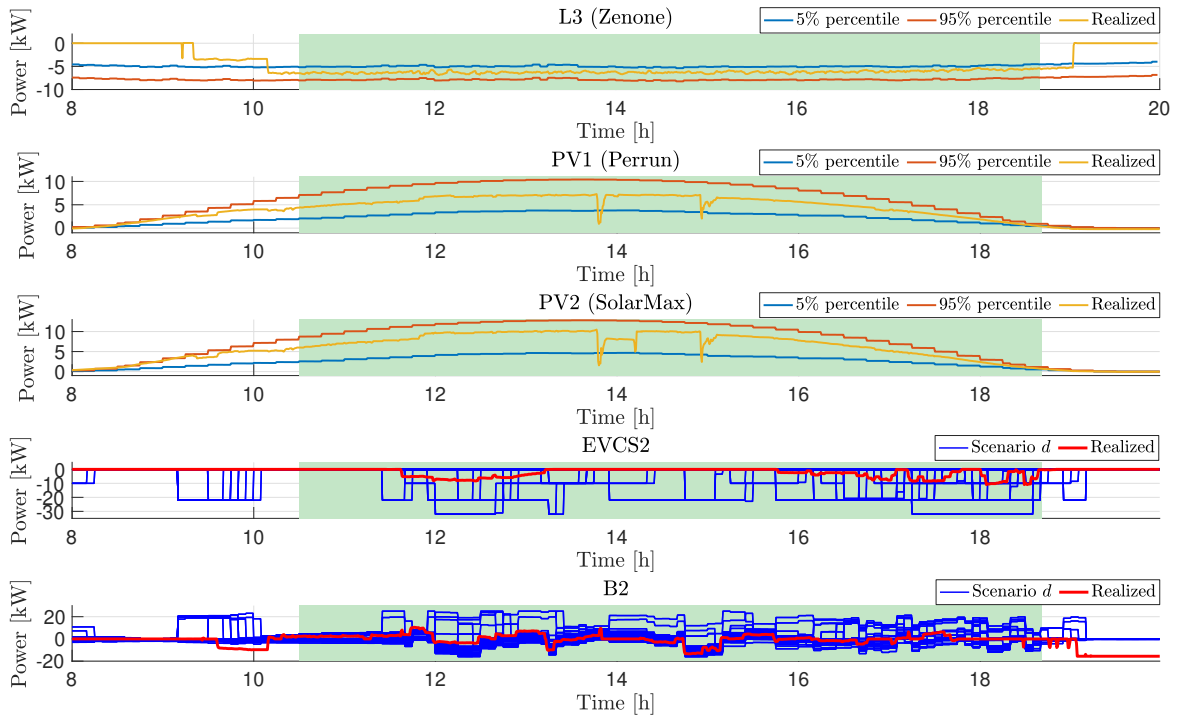 L3 (Zenone)
5% percentile 95% percentile Realized
Power [kW]
0
-5
-10
8 10 12 14 16 18 20
Time [h]
PV1 (Perrun)
5% percentile 95% percentile Realized
Power [kW]
10
5
0
8 10 12 14 16 18
Time [h]
PV2 (SolarMax)
5% percentile 95% percentile Realized
Power [kW]
10
5
0
8 10 12 14 16 18
Time [h]
EVCS2
Scenario d Realized
Power [kW]
0
-10
-20
-30
8 10 12 14 16 18
Time [h]
B2
Scenario d Realized
Power [kW]
20
0
-20
8 10 12 14 16 18
Time [h]